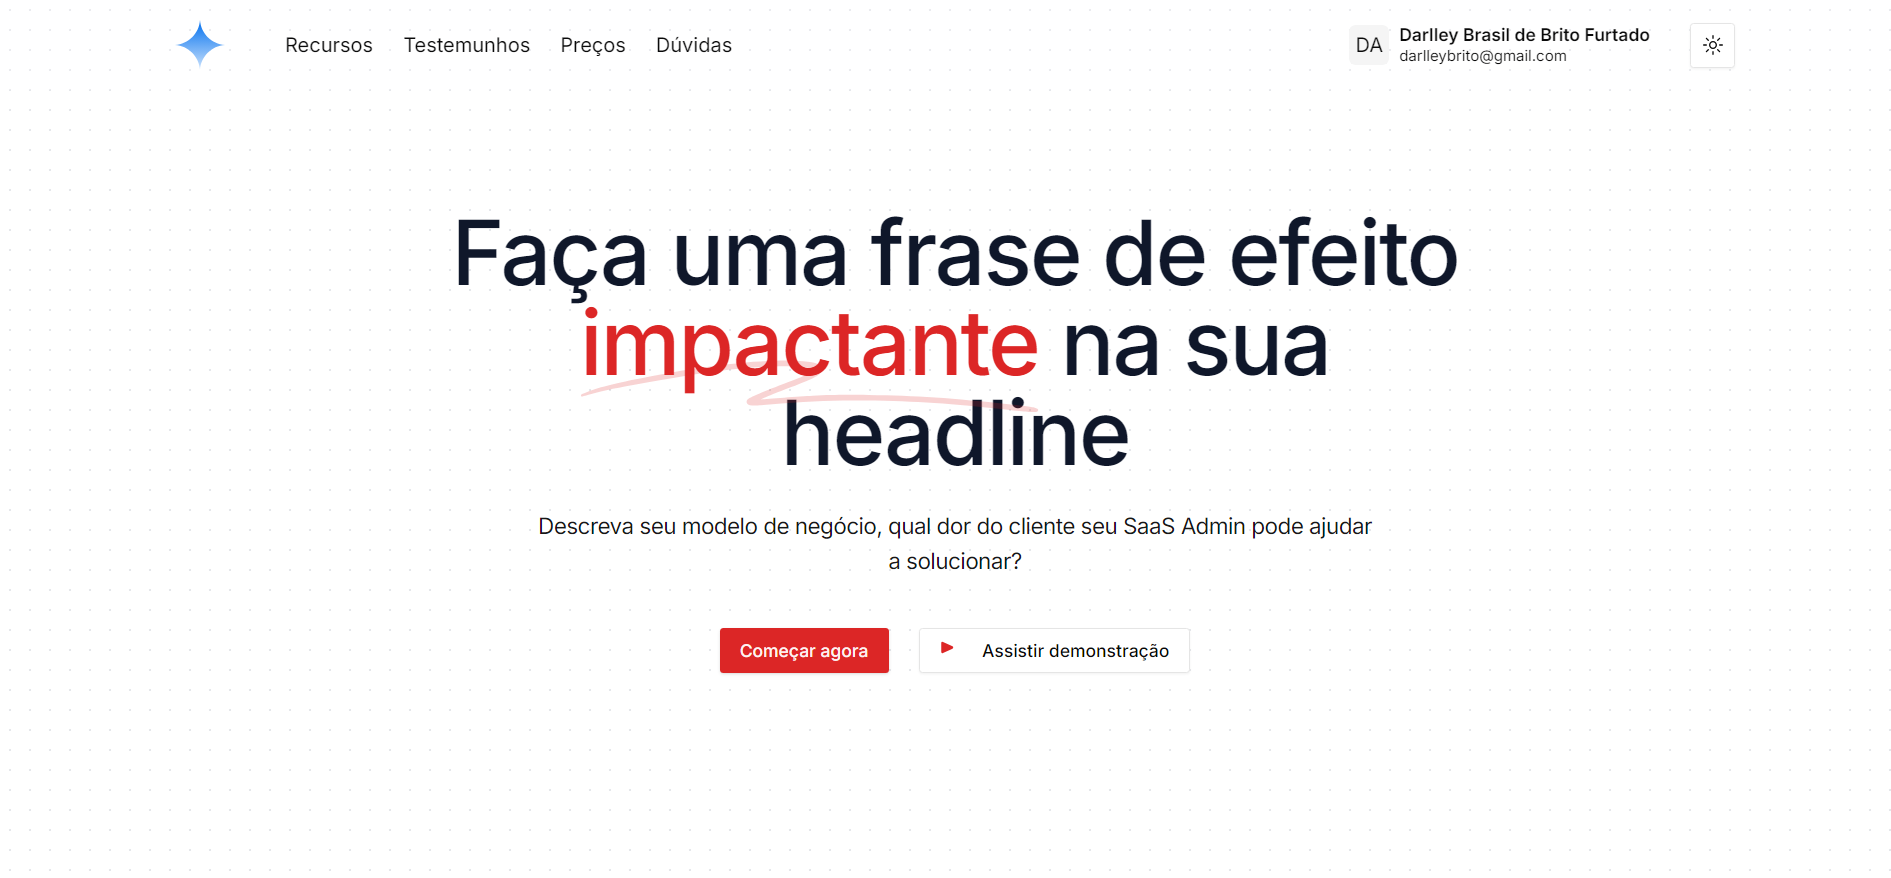 Recursos Testemunhos Preços Dúvidas
DA
Darlley Brasil de Brito Furtado
darlleybrito@gmail.com
Faça uma frase de efeito
impactante na sua
headline
Descreva seu modelo de negócio, qual dor do cliente seu SaaS Admin pode ajudar
a solucionar?
Começar agora
Assistir demonstração